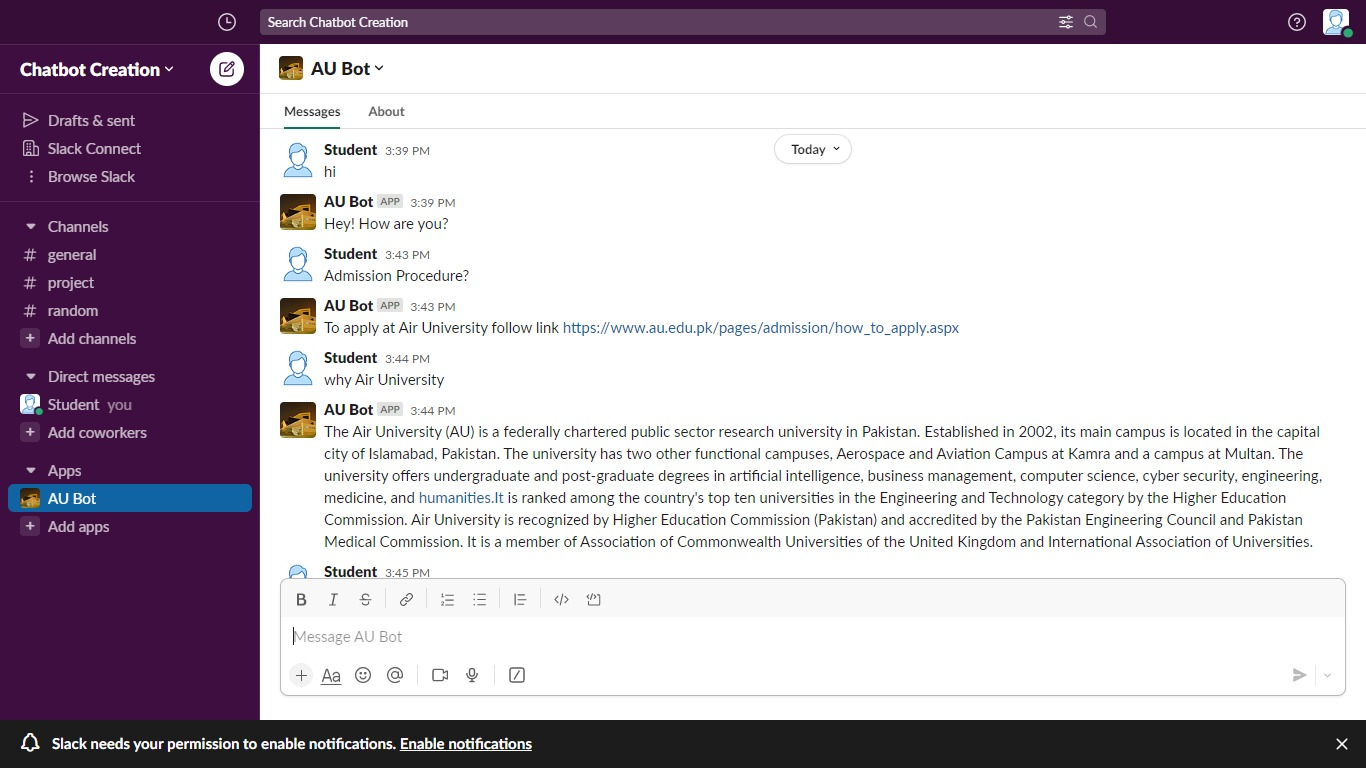 Search Chatbot Creation
Chatbot Creation
AU Bot
Messages
About
Drafts & sent
Slack Connect
Browse Slack
Channels
# general
# project
# random
+ Add channels
Direct messages
Student you
+ Add coworkers
Apps
AU Bot
+ Add apps
Today
Student 3:39 PM
hi
AU Bot APP 3:39 PM
Hey! How are you?
Student 3:43 PM
Admission Procedure?
AU Bot APP 3:43 PM
To apply at Air University follow link https://www.au.edu.pk/pages/admission/how_to_apply.aspx
Student 3:44 PM
why Air University
AU Bot APP 3:44 PM
The Air University (AU) is a federally chartered public sector research university in Pakistan. Established in 2002, its main campus is located in the capital
city of Islamabad, Pakistan. The university has two other functional campuses, Aerospace and Aviation Campus at Kamra and a campus at Multan. The
university offers undergraduate and post-graduate degrees in artificial intelligence, business management, computer science, cyber security, engineering,
medicine, and humanities.It is ranked among the country's top ten universities in the Engineering and Technology category by the Higher Education
Commission. Air University is recognized by Higher Education Commission (Pakistan) and accredited by the Pakistan Engineering Council and Pakistan
Medical Commission. It is a member of Association of Commonwealth Universities of the United Kingdom and International Association of Universities.
Student 3:45 PM
B I S
Message AU Bot
+ Aa @
Slack needs your permission to enable notifications. Enable notifications